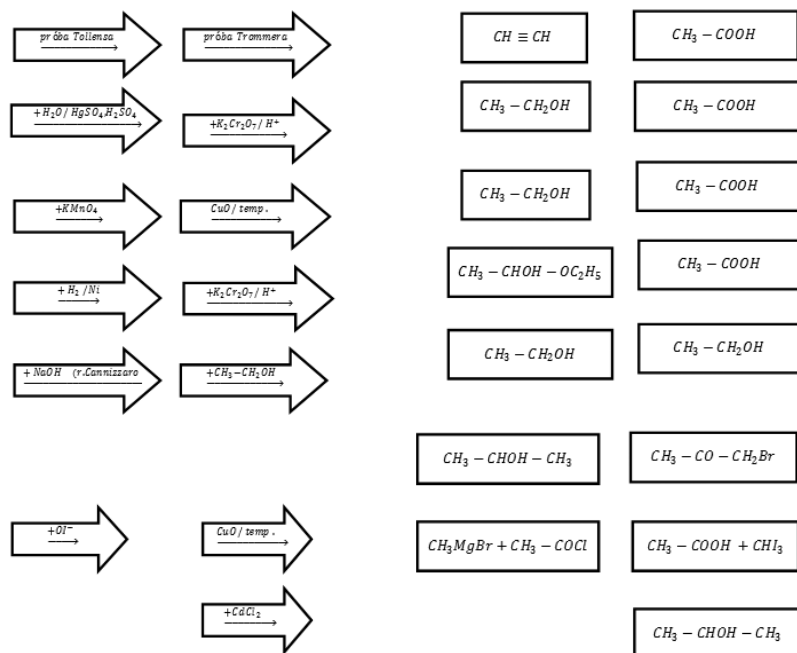 próba Tollensa
próba Trommera
CH ≡ CH
CH₃ − COOH
+H₂O/HgSO₄H₂SO₄
+K₂Cr₂O₇/H⁺
CH₃ − CH₂OH
CH₃ − COOH
+KMnO₄
CuO/temp.
CH₃ − CH₂OH
CH₃ − COOH
+H₂/Ni
+K₂Cr₂O₇/H⁺
CH₃ − CHOH − OC₂H₅
CH₃ − COOH
+NaOH (r.Cannizzaro
+CH₃−CH₂OH
CH₃ − CH₂OH
CH₃ − CH₂OH
CH₃ − CHOH − CH₃
CH₃ − CO − CH₂Br
+OI⁻
CuO/temp.
CH₃MgBr + CH₃ − COCl
CH₃ − COOH + CHI₃
+CdCl₂
CH₃ − CHOH − CH₃